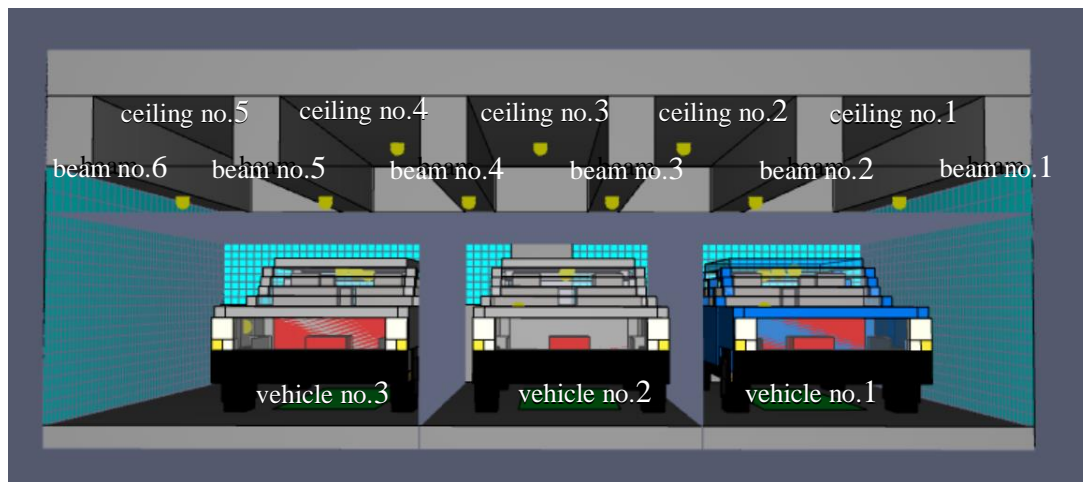 ceiling no.5
ceiling no.4
ceiling no.3
ceiling no.2
ceiling no.1
beam no.6
beam no.5
beam no.4
beam no.3
beam no.2
beam no.1
vehicle no.3
vehicle no.2
vehicle no.1